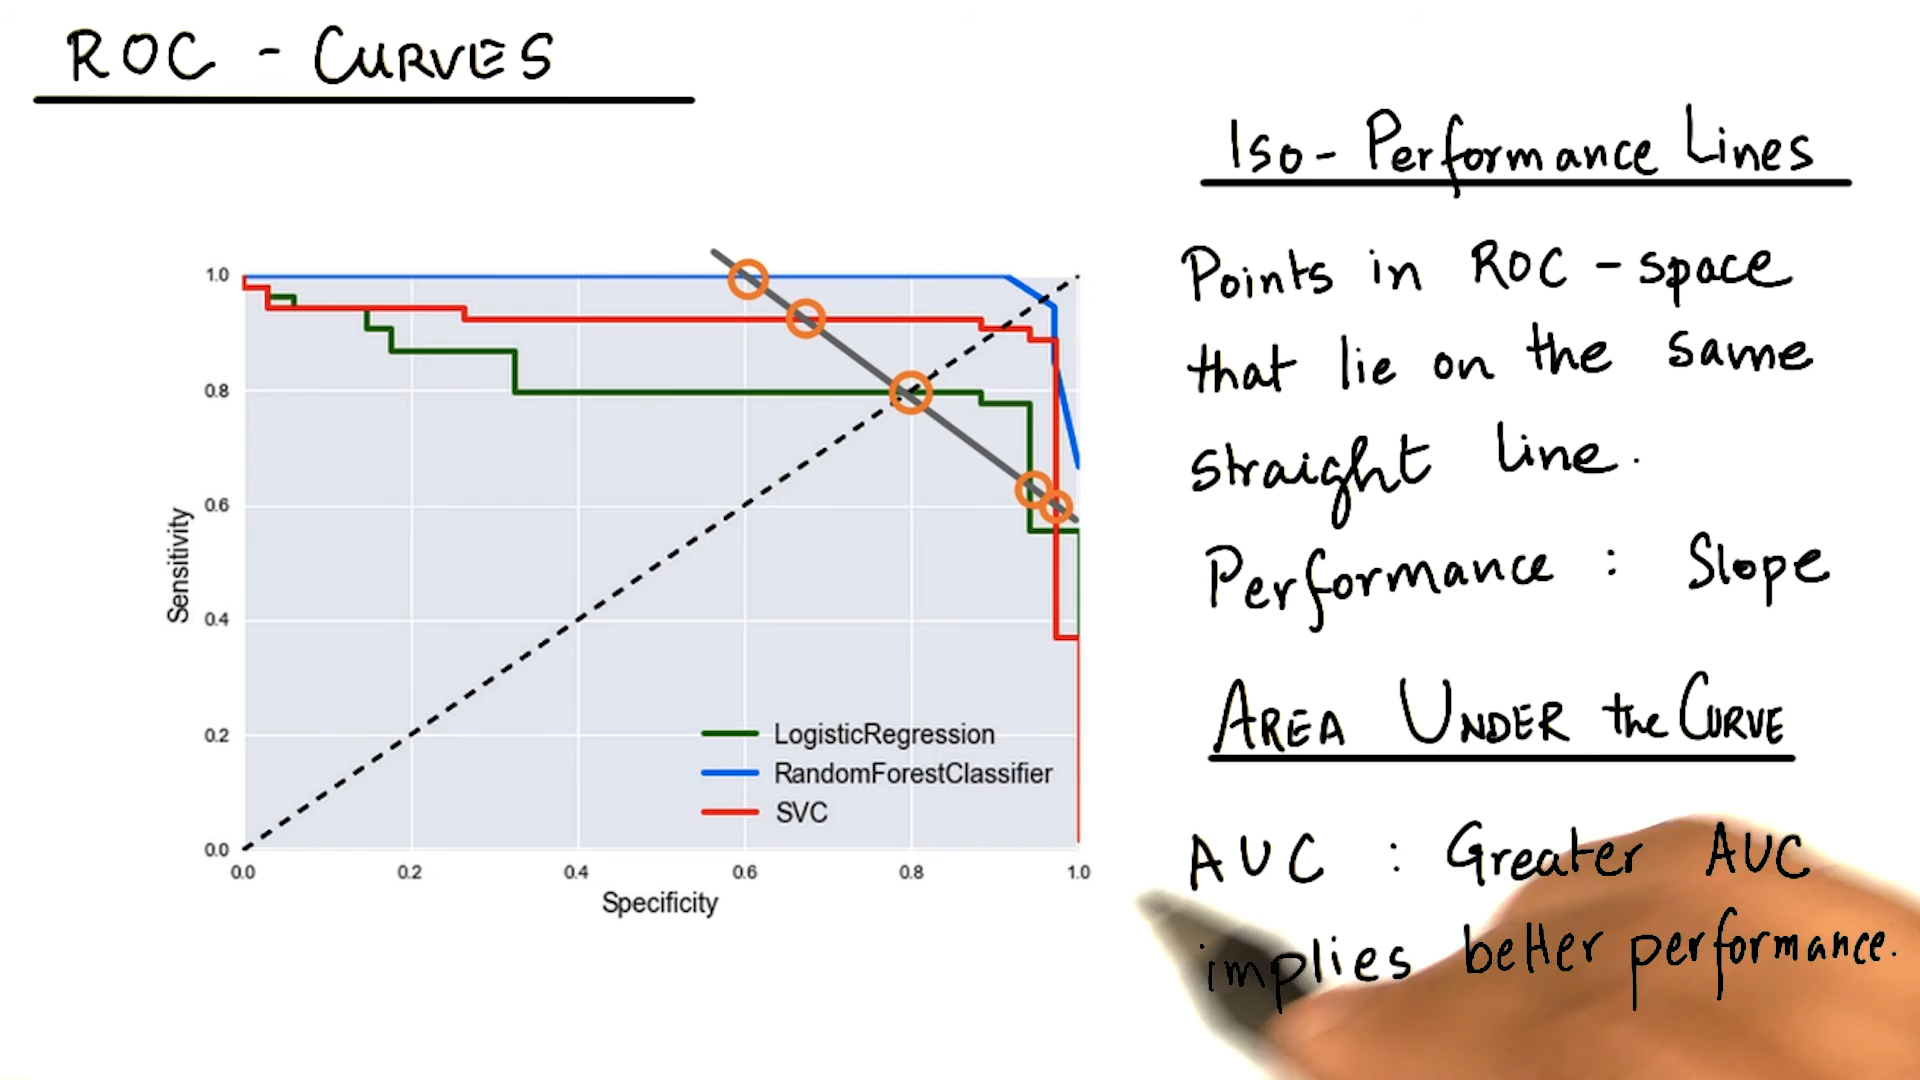 ROC - CURVES
Iso-Performance Lines
Points in ROC-space
that lie on the same
straight line.
Performance : Slope
AREA UNDER the CURVE
AUC : Greater AUC
implies better performance.
1.0
0.8
0.6
0.4
0.2
0.0
Sensitivity
LogisticRegression
RandomForestClassifier
SVC
0.0 0.2 0.4 0.6 0.8 1.0
Specificity